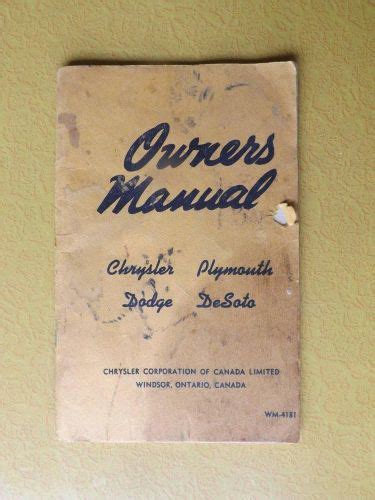 Owners
Manual
Chrysler Plymouth
Dodge DeSoto
CHRYSLER CORPORATION OF CANADA LIMITED
WINDSOR, ONTARIO, CANADA
WM-4181